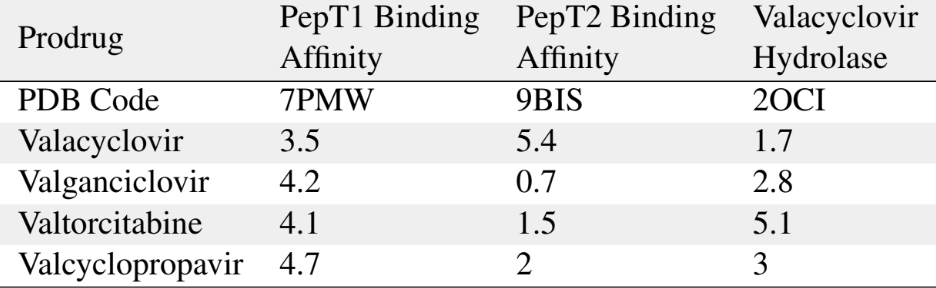 Prodrug PepT1 Binding Affinity PepT2 Binding Affinity Valacyclovir Hydrolase
PDB Code 7PMW 9BIS 2OCI
Valacyclovir 3.5 5.4 1.7
Valganciclovir 4.2 0.7 2.8
Valtorcitabine 4.1 1.5 5.1
Valcyclopropavir 4.7 2 3